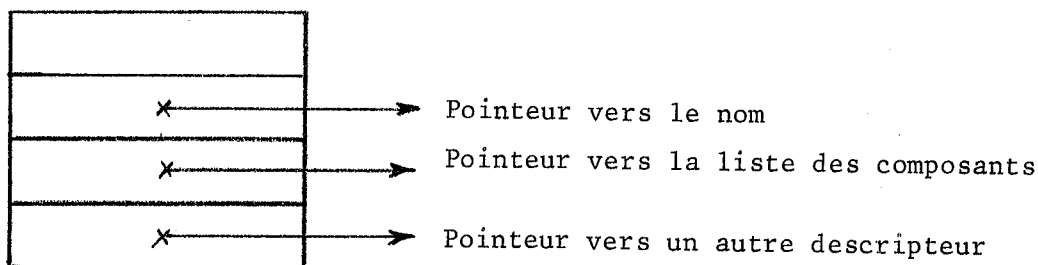 Pointeur vers le nom
Pointeur vers la liste des composants
Pointeur vers un autre descripteur